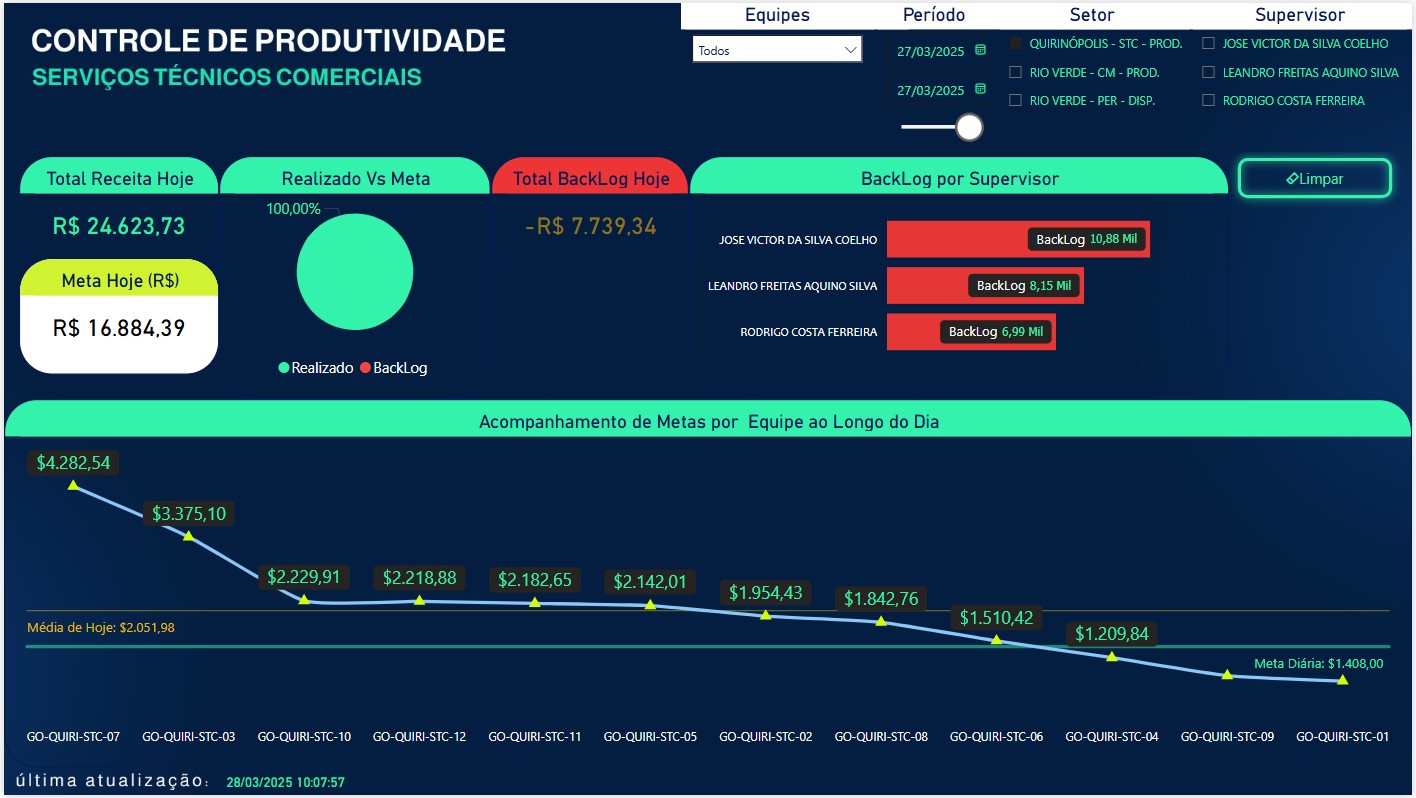 CONTROLE DE PRODUTIVIDADE
SERVIÇOS TÉCNICOS COMERCIAIS
Equipes
Todos
Período
27/03/2025
27/03/2025
Setor
QUIRINÓPOLIS - STC - PROD.
RIO VERDE - CM - PROD.
RIO VERDE - PER - DISP.
Supervisor
JOSE VICTOR DA SILVA COELHO
LEANDRO FREITAS AQUINO SILVA
RODRIGO COSTA FERREIRA
Total Receita Hoje
R$ 24.623,73
Meta Hoje (R$)
R$ 16.884,39
Realizado Vs Meta
100,00%
Realizado BackLog
Total BackLog Hoje
-R$ 7.739,34
BackLog por Supervisor
JOSE VICTOR DA SILVA COELHO BackLog 10,88 Mil
LEANDRO FREITAS AQUINO SILVA BackLog 8,15 Mil
RODRIGO COSTA FERREIRA BackLog 6,99 Mil
Limpar
Acompanhamento de Metas por Equipe ao Longo do Dia
$4.282,54
$3.375,10
$2.229,91
$2.218,88
$2.182,65
$2.142,01
$1.954,43
$1.842,76
$1.510,42
$1.209,84
Média de Hoje: $2.051,98
Meta Diária: $1.408,00
GO-QUIRI-STC-07 GO-QUIRI-STC-03 GO-QUIRI-STC-10 GO-QUIRI-STC-12 GO-QUIRI-STC-11 GO-QUIRI-STC-05 GO-QUIRI-STC-02 GO-QUIRI-STC-08 GO-QUIRI-STC-06 GO-QUIRI-STC-04 GO-QUIRI-STC-09 GO-QUIRI-STC-01
última atualização: 28/03/2025 10:07:57